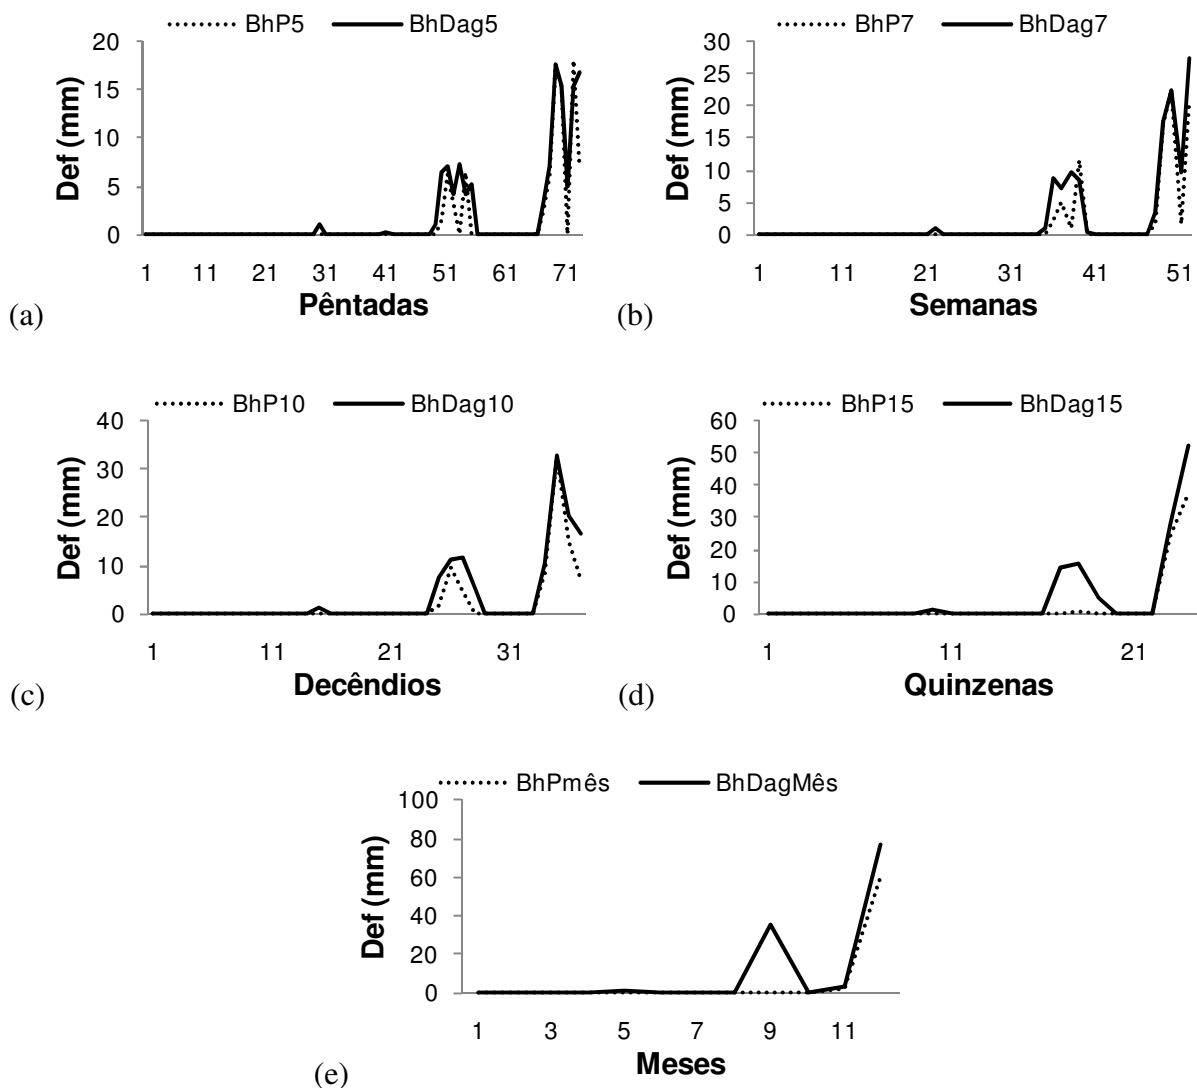 BhP5 BhDag5
20
15
10
5
0
Def (mm)
1 11 21 31 41 51 61 71
Pêntadas
(a)
BhP7 BhDag7
30
25
20
15
10
5
0
Def (mm)
1 11 21 31 41 51
Semanas
(b)
BhP10 BhDag10
40
30
20
10
0
Def (mm)
1 11 21 31
Decêndios
(c)
BhP15 BhDag15
60
50
40
30
20
10
0
Def (mm)
1 11 21
Quinzenas
(d)
BhPmês BhDagMês
100
80
60
40
20
0
Def (mm)
1 3 5 7 9 11
Meses
(e)